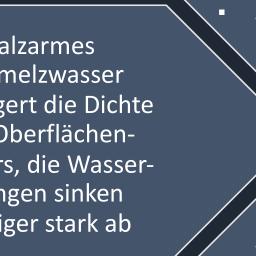 alzarmes
melzwasser
gert die Dichte
Oberflächen-
rs, die Wasser-
ngen sinken
iger stark ab